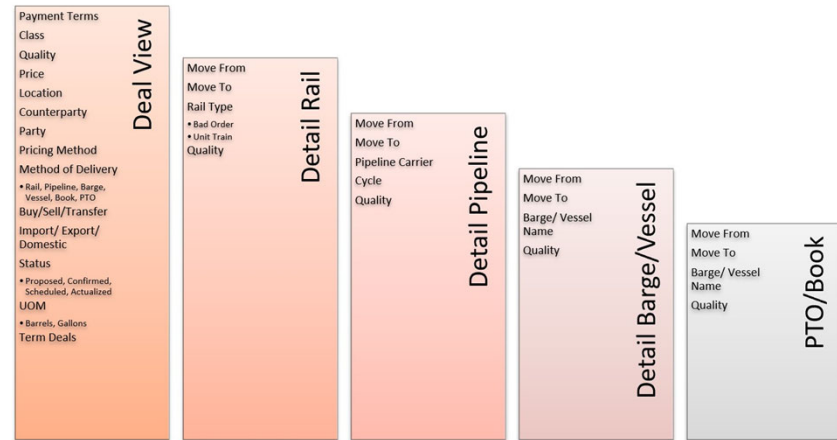 Deal View
Payment Terms
Class
Quality
Price
Location
Counterparty
Party
Pricing Method
Method of Delivery
• Rail, Pipeline, Barge,
Vessel, Book, PTO
Buy/Sell/Transfer
Import/ Export/
Domestic
Status
• Proposed, Confirmed,
Scheduled, Actualized
UOM
• Barrels, Gallons
Term Deals
Detail Rail
Move From
Move To
Rail Type
• Bad Order
• Unit Train
Quality
Detail Pipeline
Move From
Move To
Pipeline Carrier
Cycle
Quality
Detail Barge/Vessel
Move From
Move To
Barge/ Vessel
Name
Quality
PTO/Book
Move From
Move To
Barge/ Vessel
Name
Quality